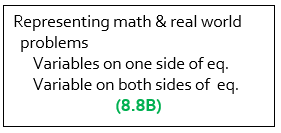 Representing math & real world
problems
Variables on one side of eq.
Variable on both sides of eq.
(8.8B)